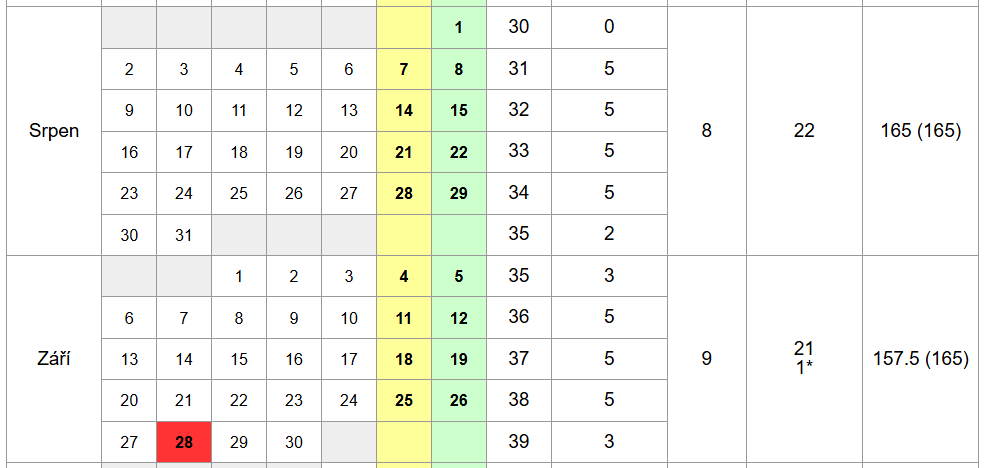 1 30 0
2 3 4 5 6 7 8 31 5
9 10 11 12 13 14 15 32 5
Srpen 16 17 18 19 20 21 22 33 5 8 22 165 (165)
23 24 25 26 27 28 29 34 5
30 31 35 2
1 2 3 4 5 35 3
6 7 8 9 10 11 12 36 5
Září 13 14 15 16 17 18 19 37 5 9 21 157.5 (165)
1*
20 21 22 23 24 25 26 38 5
27 28 29 30 39 3